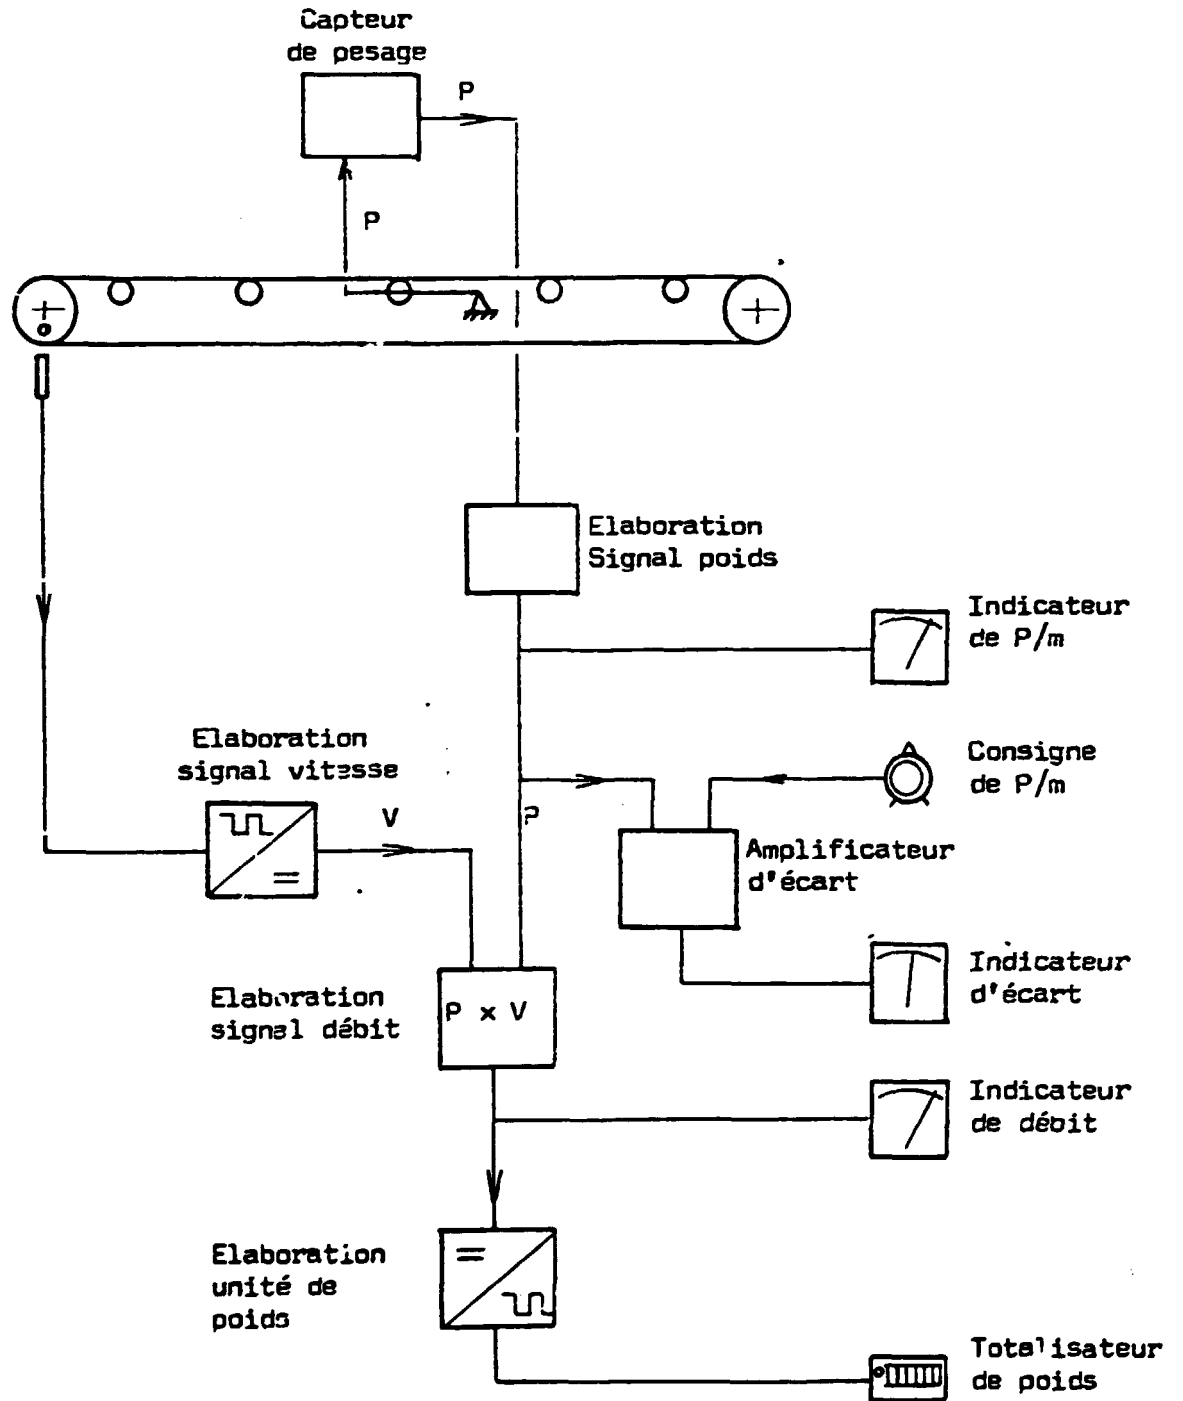 Capteur
de pesage
P
P
Elaboration
Signal poids
Indicateur
de P/m
Elaboration
signal vitesse
Consigne
de P/m
V
P
Amplificateur
d'écart
Elaboration
signal débit
P x V
Indicateur
d'écart
Indicateur
de débit
Elaboration
unité de
poids
Totalisateur
de poids